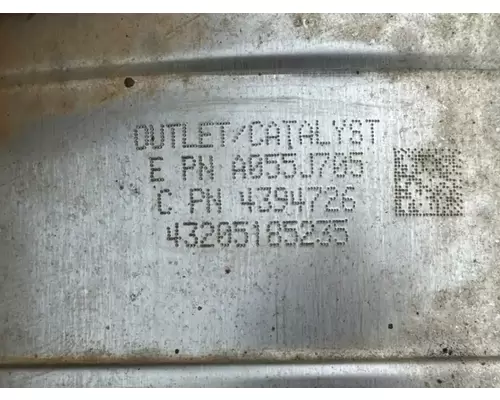 OUTLET/CATALYST
E PN A055J705
C PN 4394726
43205185235